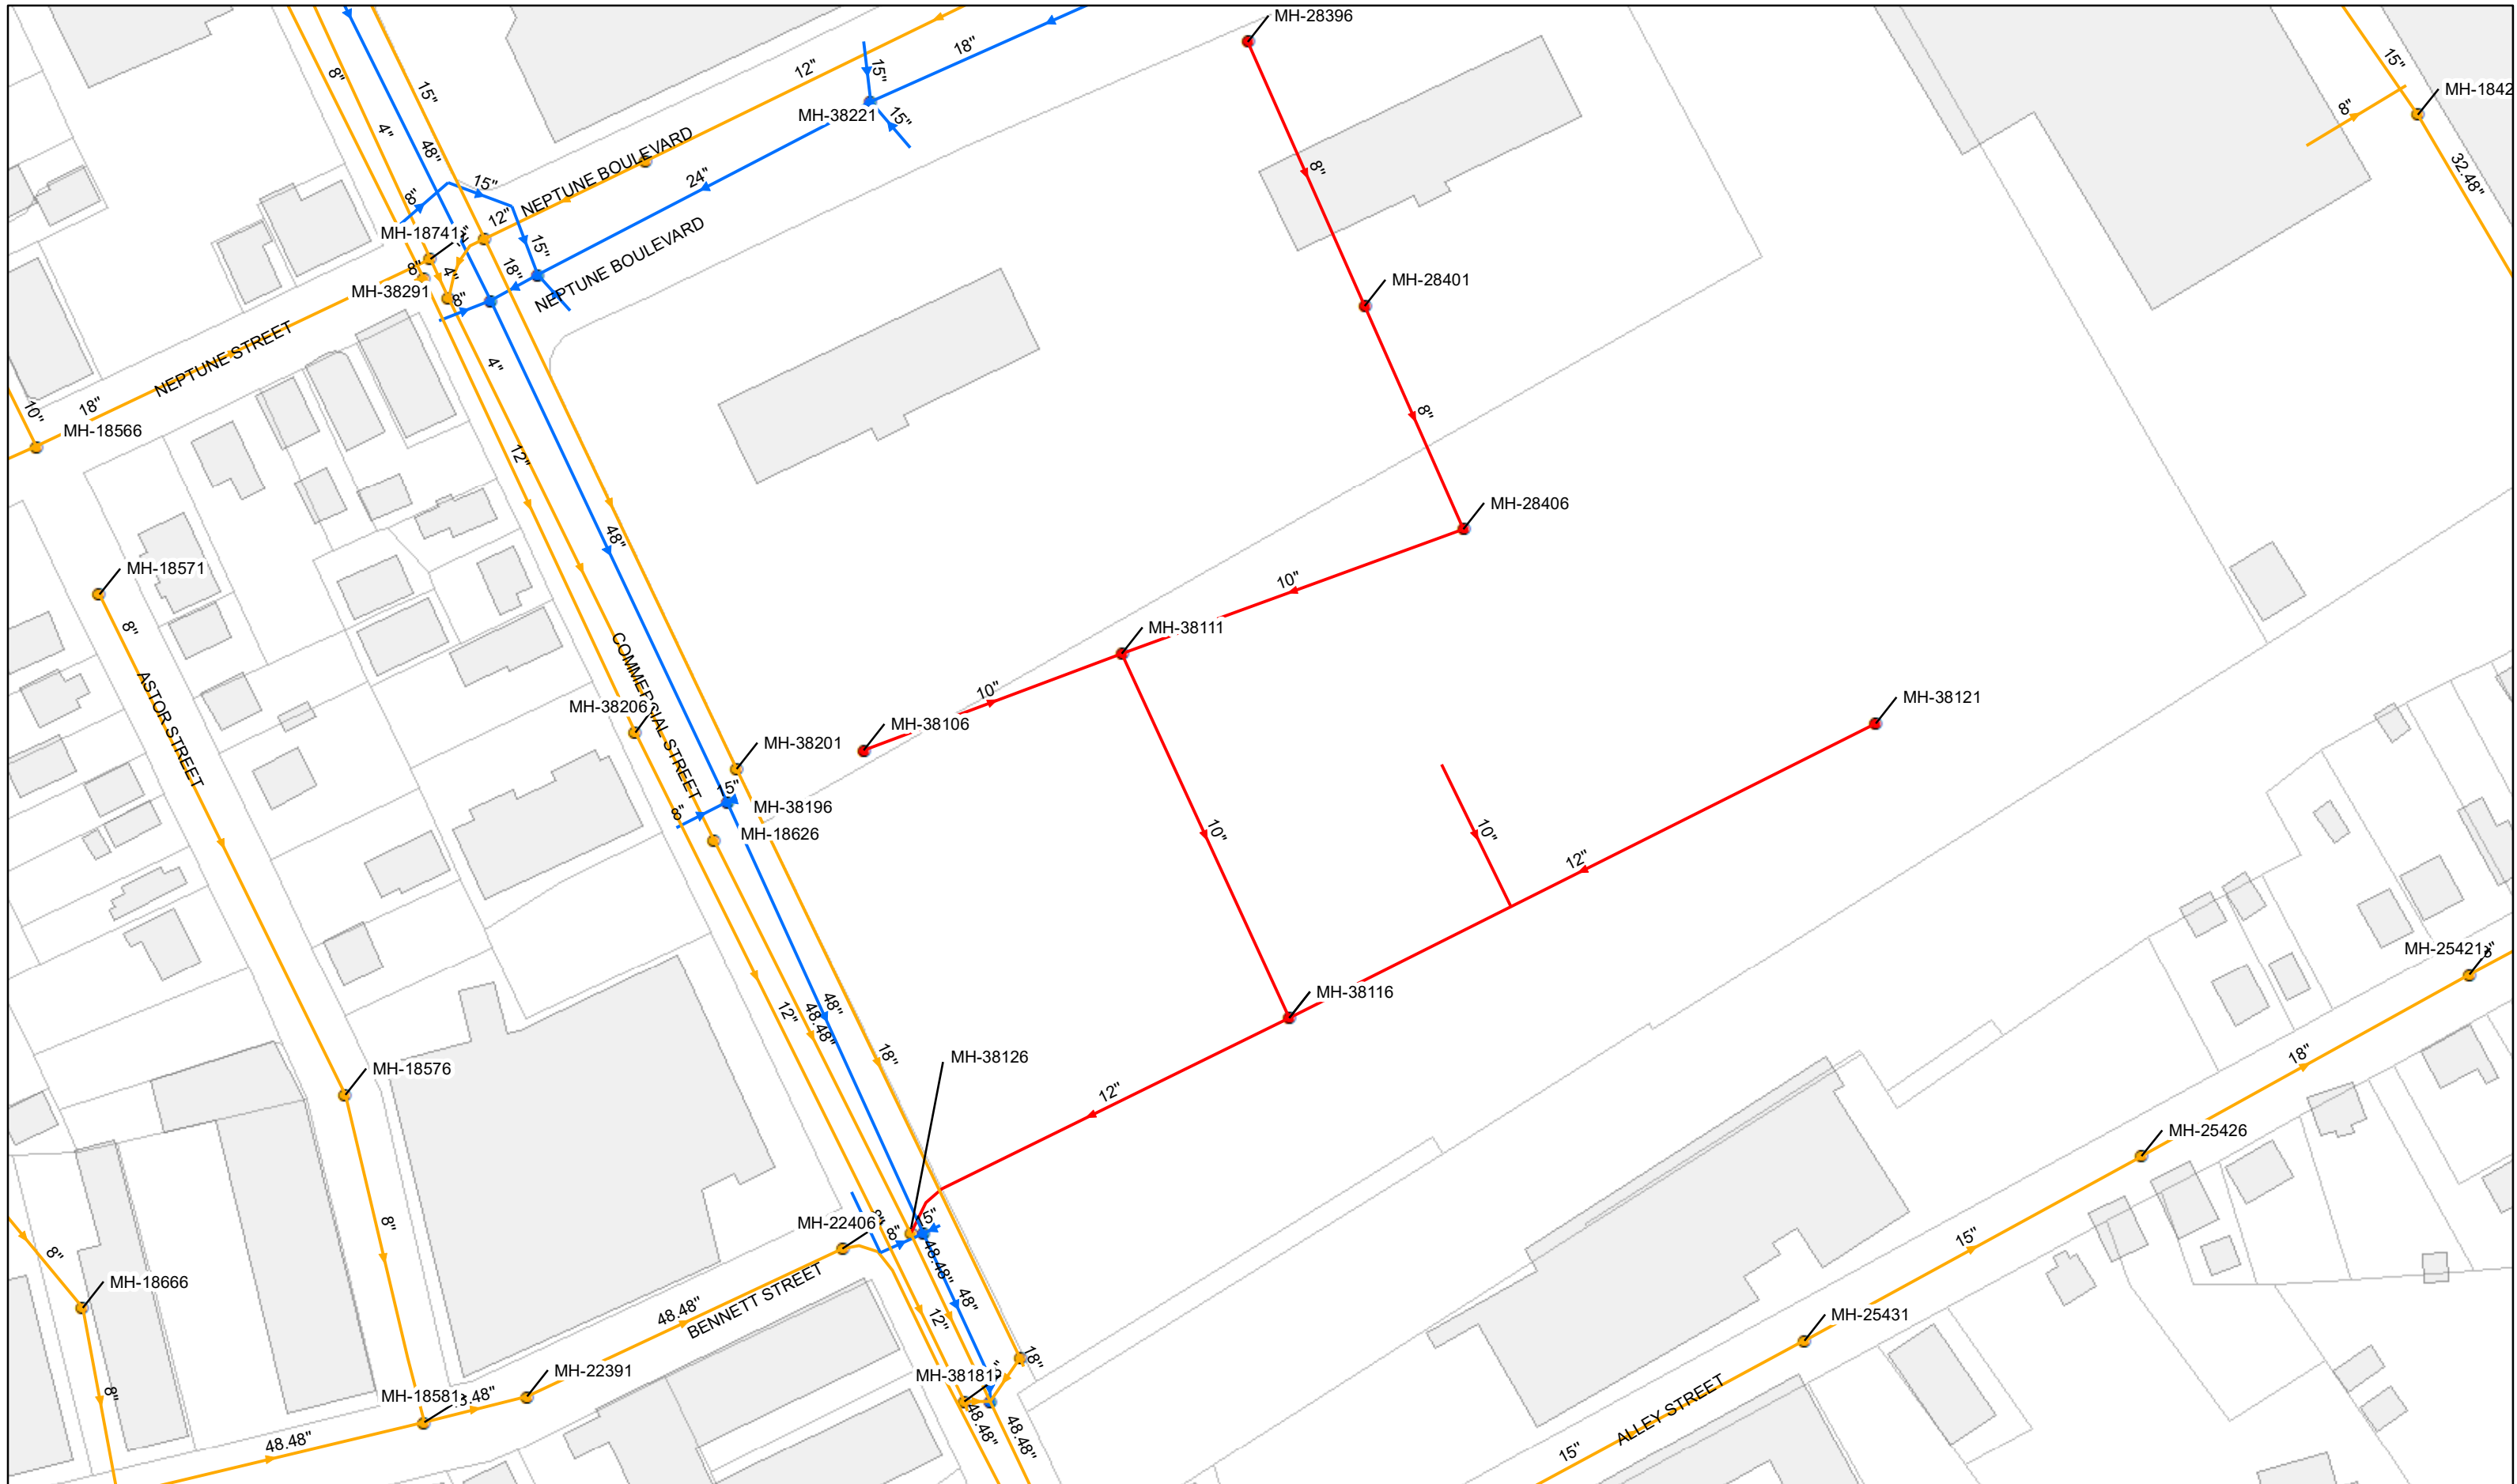 MH-28396
18"
8"
12"
15"
15"
MH-1842
4"
15"
8"
MH-38221
15"
48"
NEPTUNE BOULEVARD
32.48"
8"
15"
24"
8"
12"
MH-18741
15"
NEPTUNE BOULEVARD
8"
4"
18"
MH-28401
MH-38291
8"
NEPTUNE STREET
4"
18"
10"
8"
MH-18566
12"
MH-28406
48"
MH-18571
10"
8"
MH-38111
COMMERCIAL STREET
10"
MH-38121
ASTOR STREET
MH-38206
MH-38106
MH-38201
15"
MH-38196
8"
MH-18626
10"
10"
12"
MH-25421
MH-38116
48"
12"
48.48"
18"
MH-38126
18"
MH-18576
12"
MH-25426
8"
MH-22406
8"
15"
15"
8"
48.48"
MH-18666
48.48"
48"
BENNETT STREET
12"
MH-25431
18"
MH-22391
MH-38181
8"
MH-18581
ALLEY STREET
48.48"
48.48"
48.48"
15"